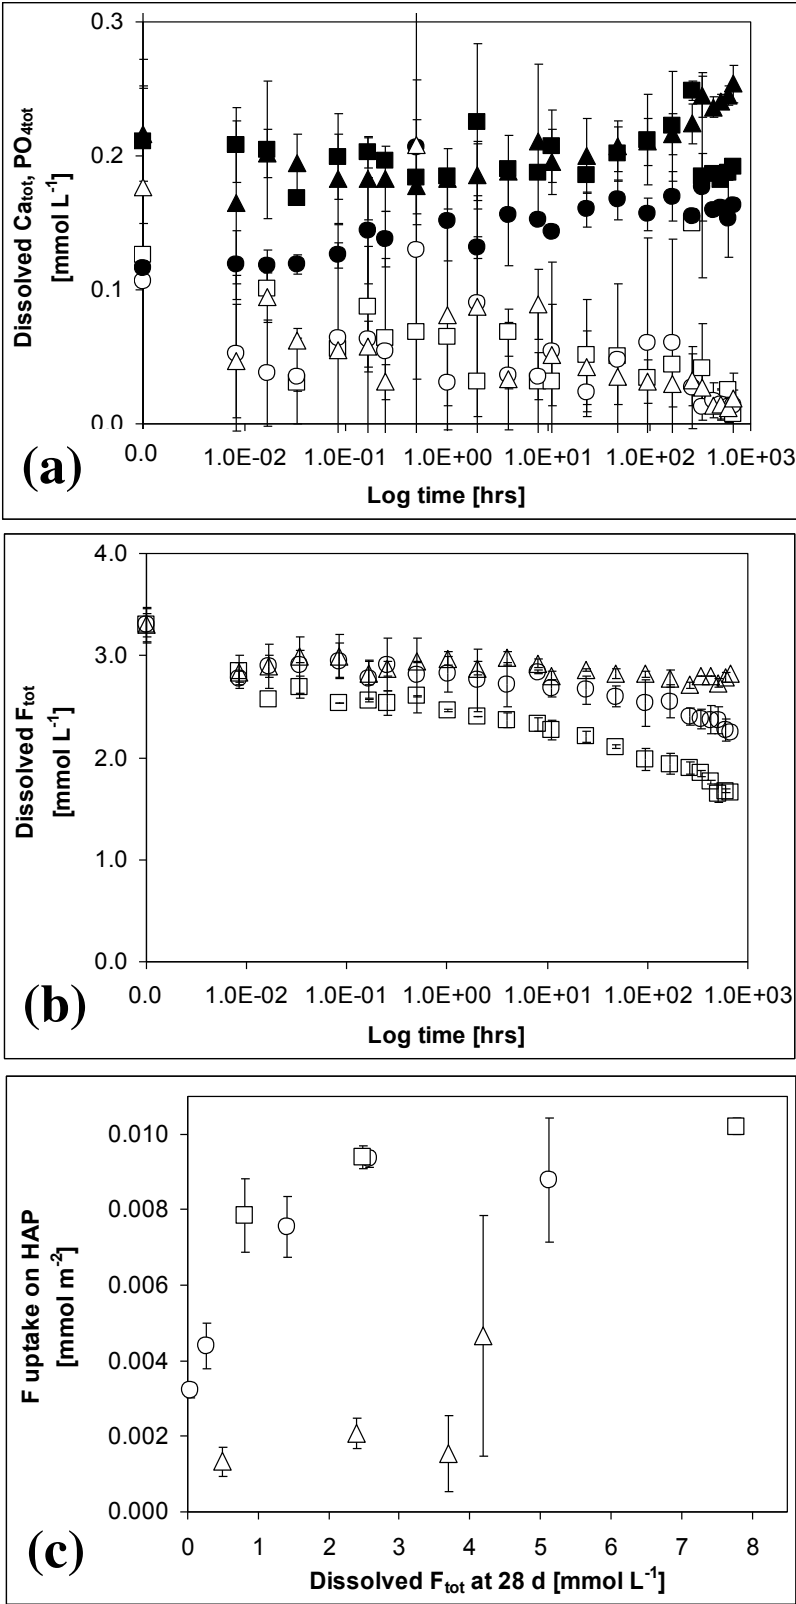 0.3
0.2
0.1
0.0
Dissolved Ca_tot, PO_4tot
[mmol L⁻¹]
0.0 1.0E-02 1.0E-01 1.0E+00 1.0E+01 1.0E+02 1.0E+03
Log time [hrs]
(a)
4.0
3.0
2.0
1.0
0.0
Dissolved F_tot
[mmol L⁻¹]
0.0 1.0E-02 1.0E-01 1.0E+00 1.0E+01 1.0E+02 1.0E+03
Log time [hrs]
(b)
0.010
0.008
0.006
0.004
0.002
0.000
F uptake on HAP
[mmol m⁻²]
0 1 2 3 4 5 6 7 8
Dissolved F_tot at 28 d [mmol L⁻¹]
(c)